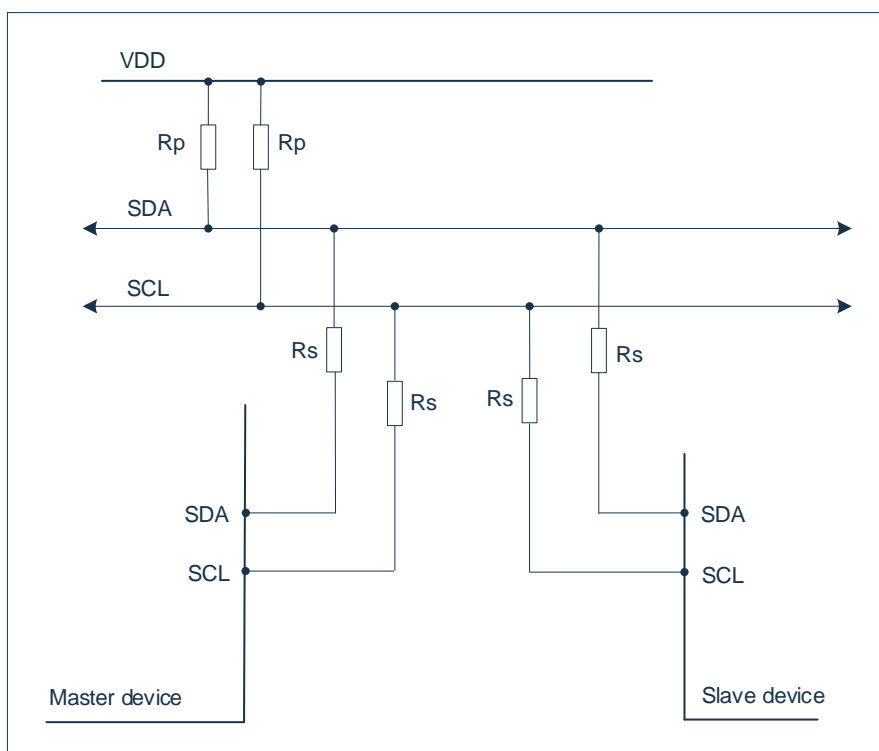 VDD
Rp
Rp
SDA
SCL
Rs
Rs
Rs
Rs
SDA
SDA
SCL
SCL
Master device
Slave device